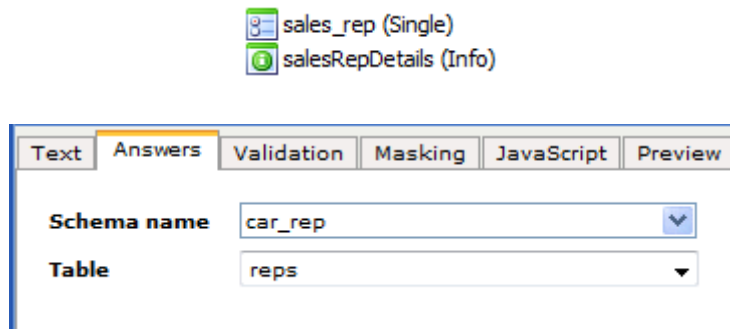 sales_rep (Single)
salesRepDetails (Info)
Text Answers Validation Masking JavaScript Preview
Schema name car_rep
Table reps